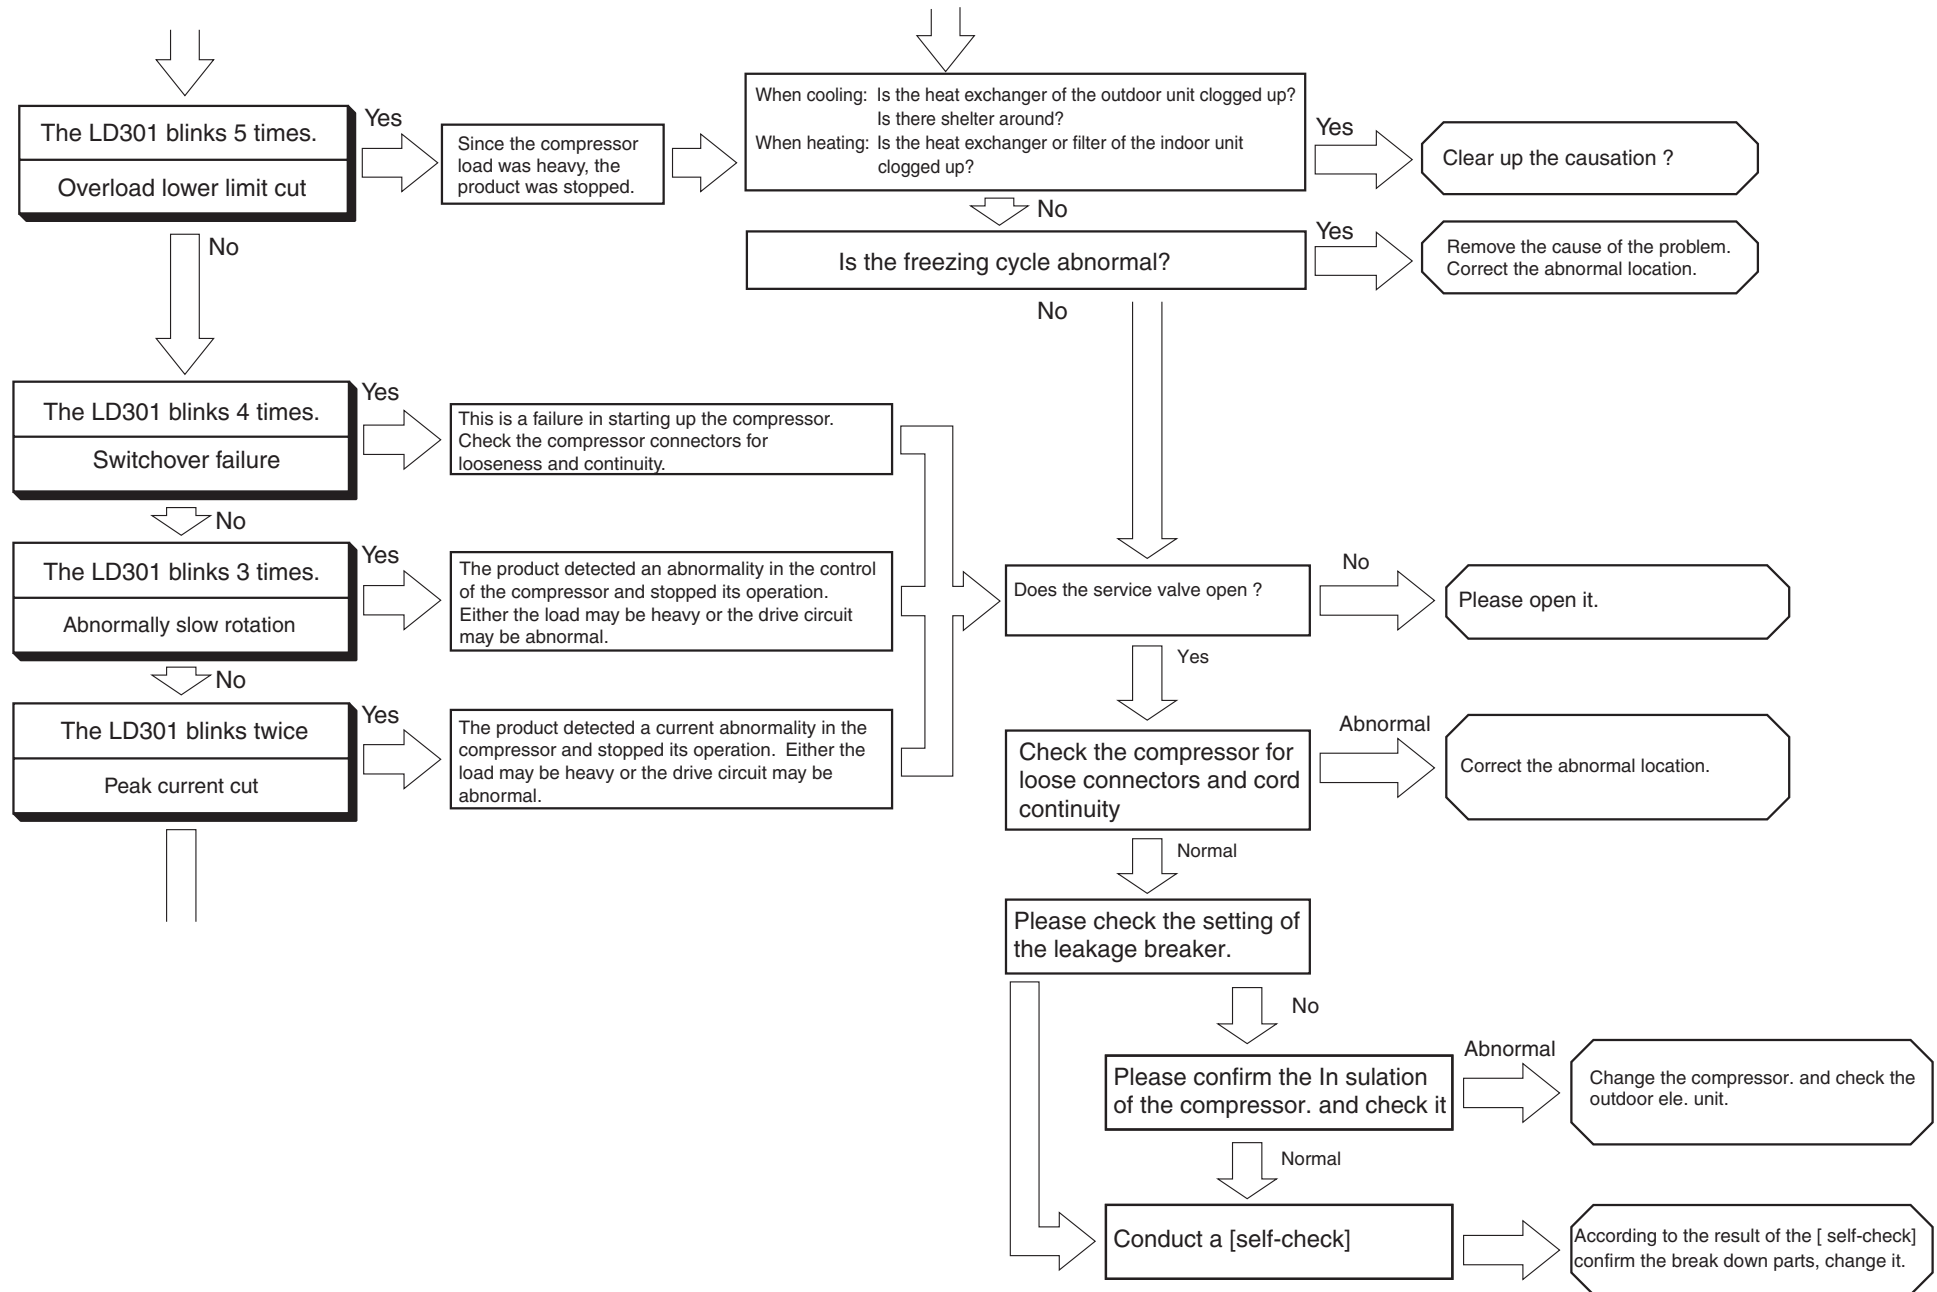 The LD301 blinks 5 times.
Overload lower limit cut
Yes
Since the compressor
load was heavy, the
product was stopped.
When cooling: Is the heat exchanger of the outdoor unit clogged up?
Is there shelter around?
When heating: Is the heat exchanger or filter of the indoor unit
clogged up?
Yes
Clear up the causation ?
No
Is the freezing cycle abnormal?
Yes
Remove the cause of the problem.
Correct the abnormal location.
No
No
The LD301 blinks 4 times.
Switchover failure
Yes
This is a failure in starting up the compressor.
Check the compressor connectors for
looseness and continuity.
No
The LD301 blinks 3 times.
Abnormally slow rotation
Yes
The product detected an abnormality in the control
of the compressor and stopped its operation.
Either the load may be heavy or the drive circuit
may be abnormal.
No
The LD301 blinks twice
Peak current cut
Yes
The product detected a current abnormality in the
compressor and stopped its operation.  Either the
load may be heavy or the drive circuit may be
abnormal.
Does the service valve open ?
No
Please open it.
Yes
Check the compressor for
loose connectors and cord
continuity
Abnormal
Correct the abnormal location.
Normal
Please check the setting of
the leakage breaker.
No
Please confirm the In sulation
of the compressor. and check it
Abnormal
Change the compressor. and check the
outdoor ele. unit.
Normal
Conduct a [self-check]
According to the result of the [ self-check]
confirm the break down parts, change it.